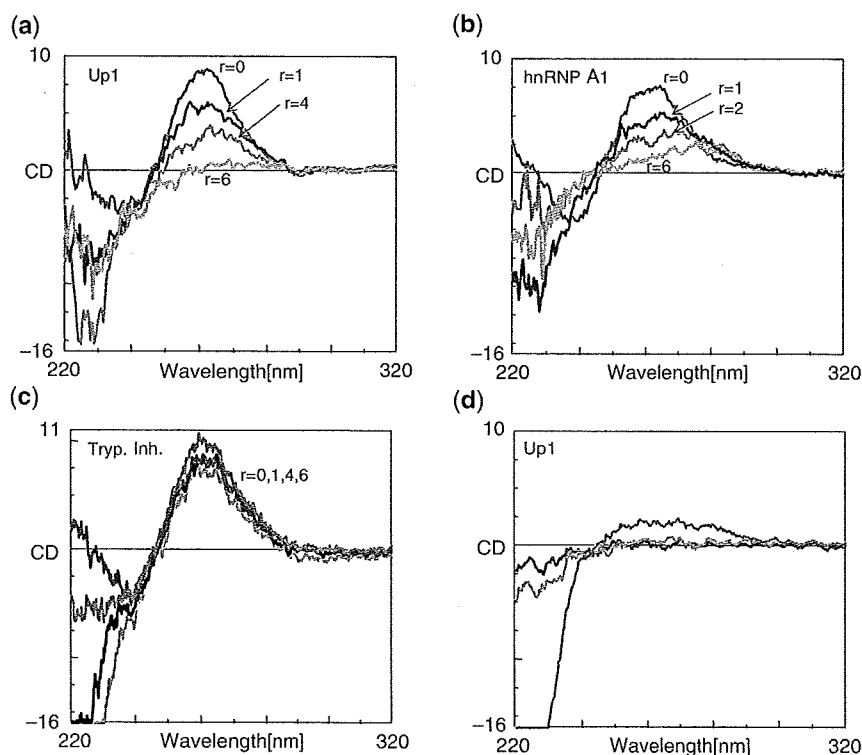 (a)
10
Up1
r=0
r=1
r=4
CD
r=6
−16
220
Wavelength[nm]
320
(b)
10
hnRNP A1
r=0
r=1
r=2
CD
r=6
−16
220
Wavelength[nm]
320
(c)
11
Tryp. Inh.
r=0,1,4,6
CD
−16
220
Wavelength[nm]
320
(d)
10
Up1
CD
−16
220
Wavelength[nm]
320